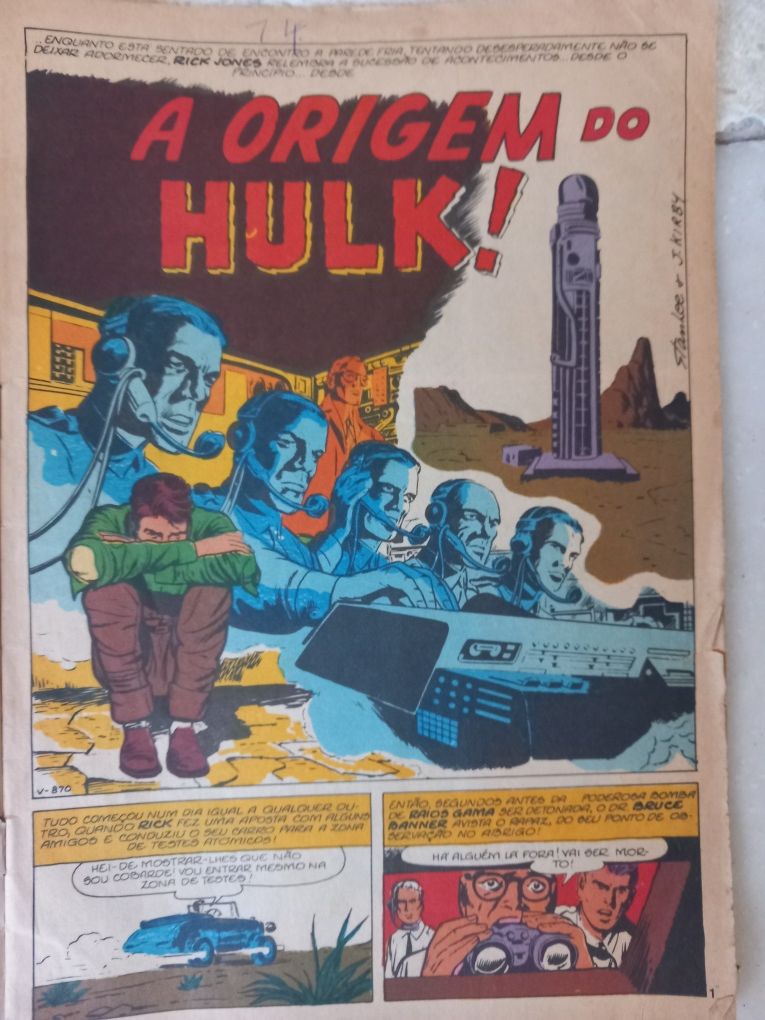 14
...ENQUANTO ESTA SENTADO DE ENCONTRO A PAREDE FRIA, TENTANDO DESESPERADAMENTE NÃO SE
DEIXAR ADORMECER, RICK JONES RELEMORA A SUCESSÃO DE ACONTECIMENTOS... DESDE O
PRINCÍPIO... DESDE
A ORIGEM DO
HULK!
Stan Lee + J. KIRBY
V-870
TUDO COMEÇOU NUM DIA IGUAL A QUALQUER OU-
TRO, QUANDO RICK FEZ UMA APOSTA COM ALGUNS
AMIGOS E CONDUZIU O SEU CARRO PARA A ZONA
DE TESTES ATÓMICOS!
HEI-DE MOSTRAR-LHES QUE NÃO
SOU COBARDE! VOU ENTRAR MESMO NA
ZONA DE TESTES!
ENTÃO, SEGUNDOS ANTES DA PODEROSA BOMBA
DE RAIOS GAMA SER DETONADA, O DR. BRUCE
BANNER AVISTA O RAPAZ, DO SEU PONTO DE OB-
SERVAÇÃO NO ABRIGO!
HÁ ALGUÉM LA FORA! VAI SER MOR-
TO!
1